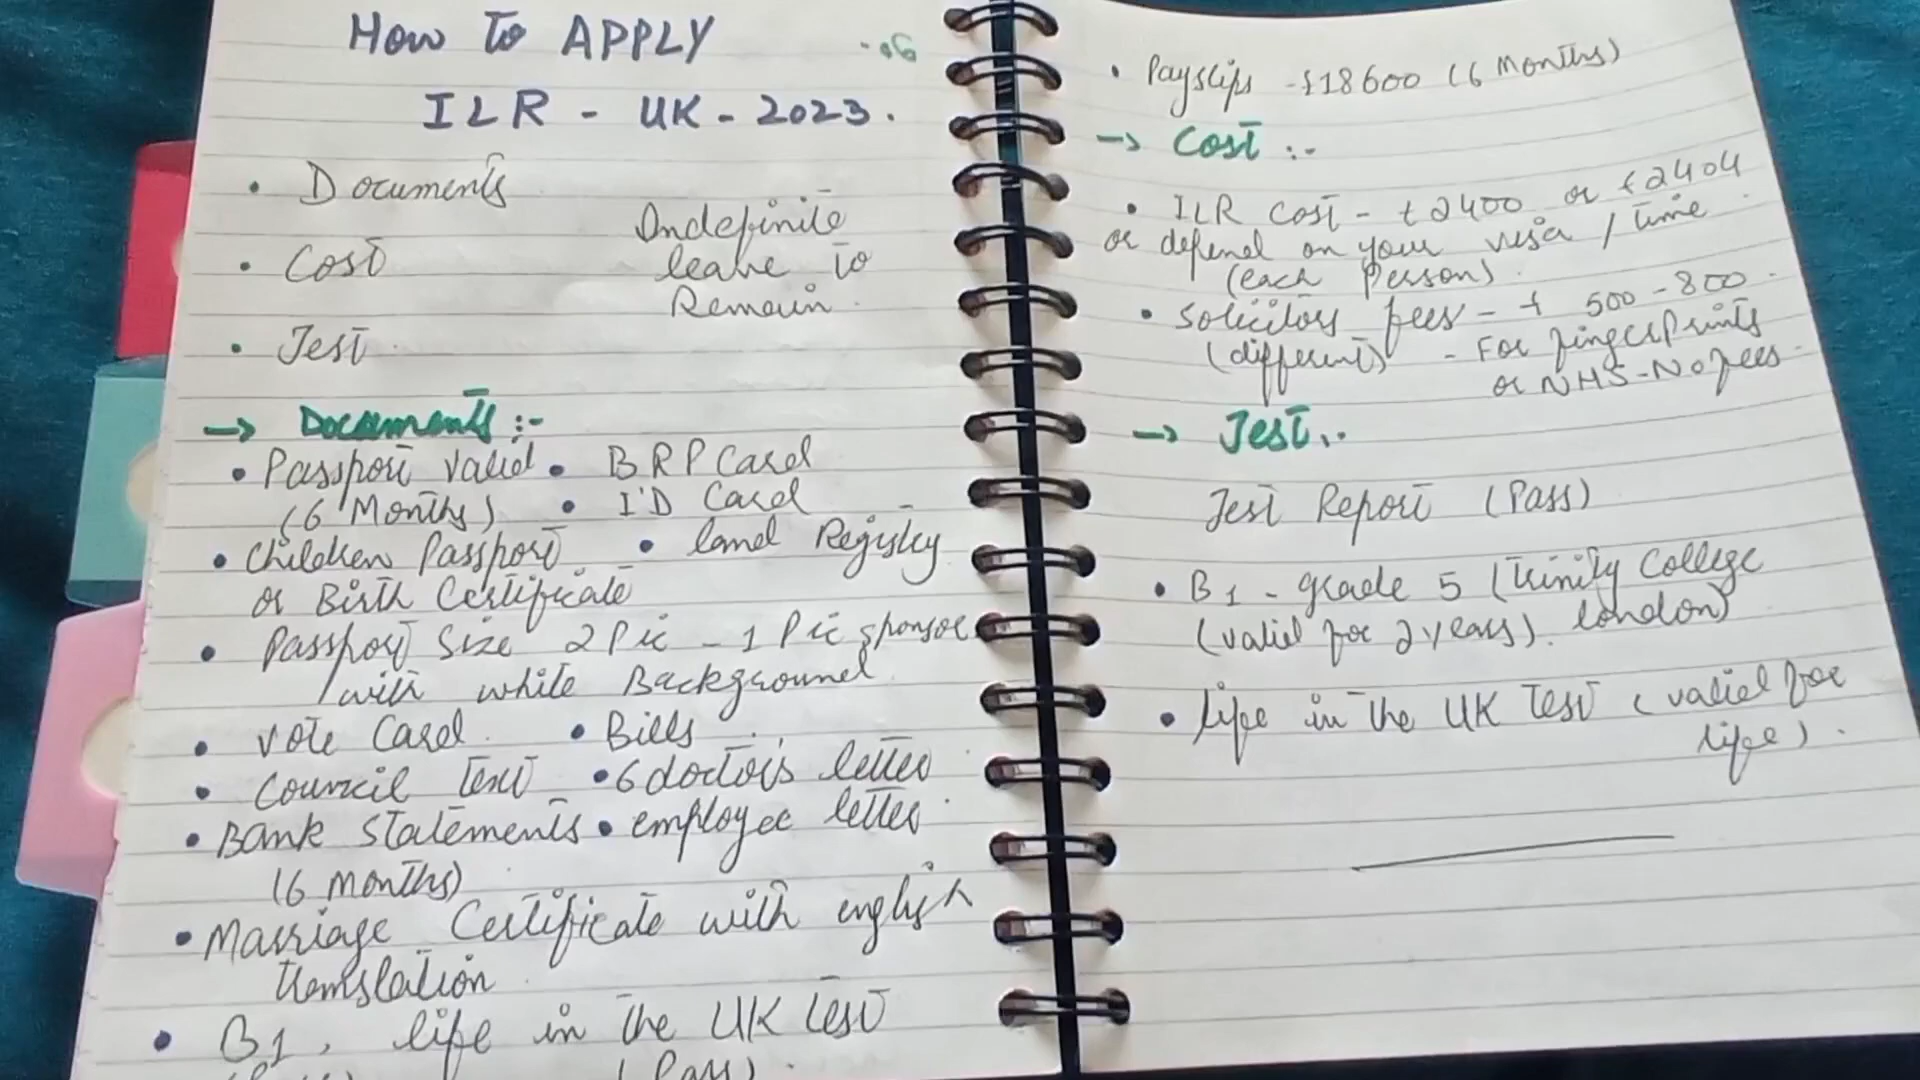 How to APPLY
ILR - UK - 2023.
• Documents
Indefinite
• Cost
leave to
Remain.
• Test
→ Documents :-
• Passport valid
(6 Months)
• BRP Card
• I'D Card
• Children Passport
or Birth Certificate
• land Registry
• Passport Size 2 Pic - 1 Pic sponsor
with white Background
• Vote Card
• Bills
• Council text
• 6 doctor's letter
• Bank Statements
(6 months)
• employee letter
• Marriage Certificate with english
translation
• B1, life in the UK test
(Pass).
• Payslips - £18600 (6 Months)
→ Cost :-
• ILR Cost - £2400 or £2404
or depend on your visa / time
(each Person).
• Solicitors fees - £ 500 - 800
(different) - For fingerprints
or NHS - No fees
→ Test :-
Test Report (Pass)
• B1 - grade 5 (Trinity College
London)
(valid for 2 years).
• life in the UK Test (valid for
life).